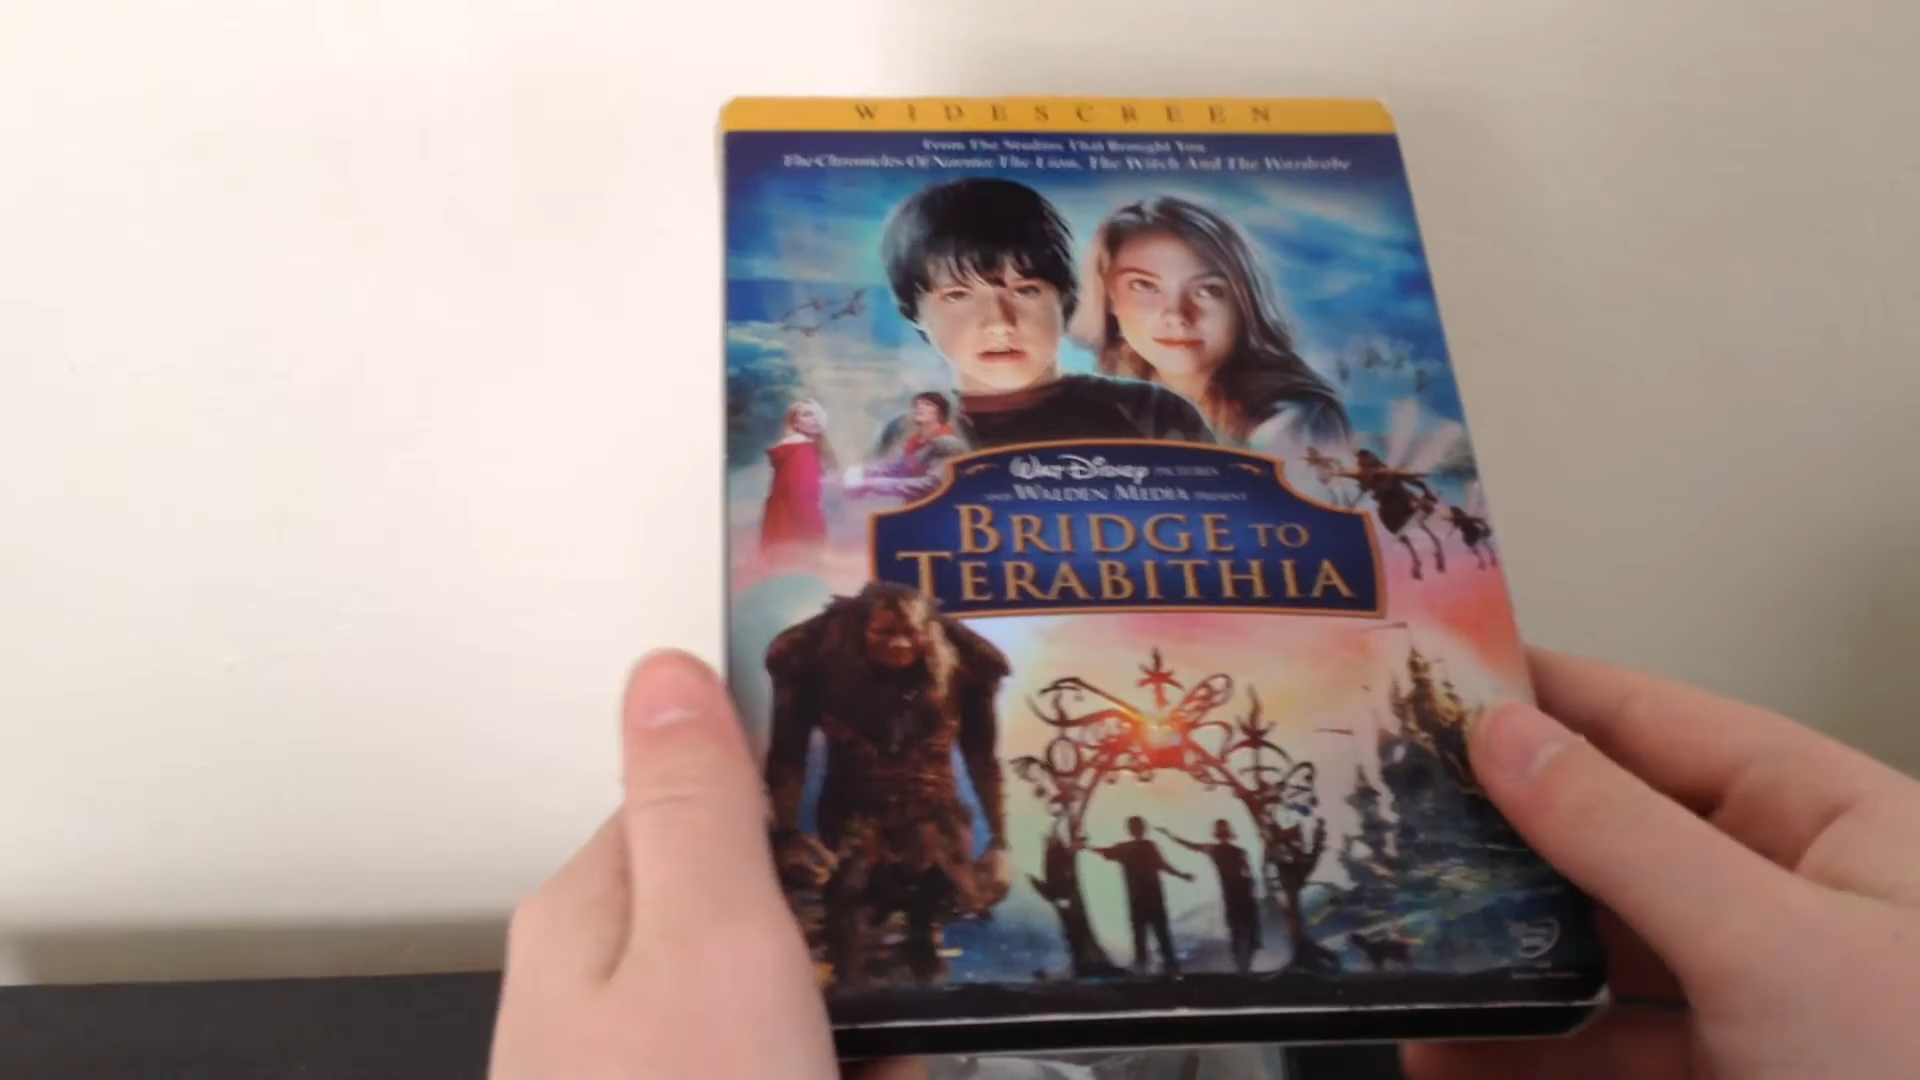 WIDESCREEN
From The Studios That Brought You
The Chronicles Of Narnia: The Lion, The Witch And The Wardrobe
WALT DISNEY PICTURES
AND WALDEN MEDIA PRESENT
BRIDGE TO
TERABITHIA